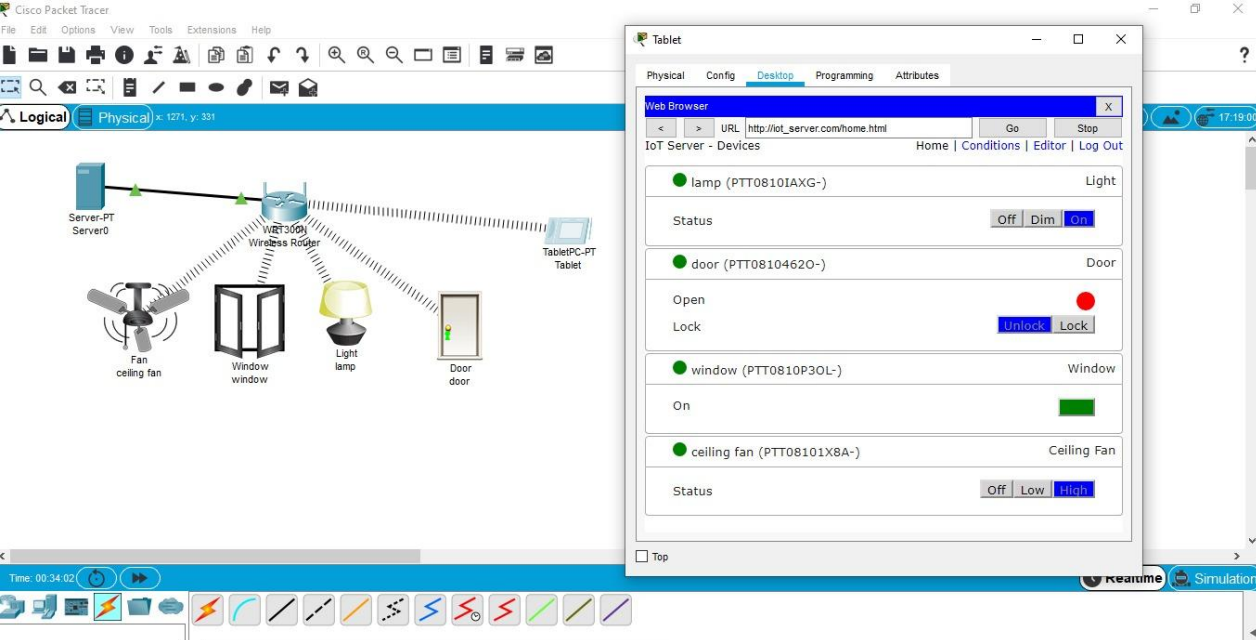 Cisco Packet Tracer
File Edit Options View Tools Extensions Help
?
Logical Physical x: 1271, y: 331
17:19:00
Server-PT
Server0
WRT300N
Wireless Router
TabletPC-PT
Tablet
Fan
ceiling fan
Window
window
Light
lamp
Door
door
Tablet
Physical Config Desktop Programming Attributes
Web Browser X
< > URL http://iot_server.com/home.html Go Stop
IoT Server - Devices Home | Conditions | Editor | Log Out
lamp (PTT0810IAXG-) Light
Status Off Dim On
door (PTT0810462O-) Door
Open
Lock Unlock Lock
window (PTT0810P3OL-) Window
On
ceiling fan (PTT08101X8A-) Ceiling Fan
Status Off Low High
Top
Time: 00:34:02
Realtime Simulation